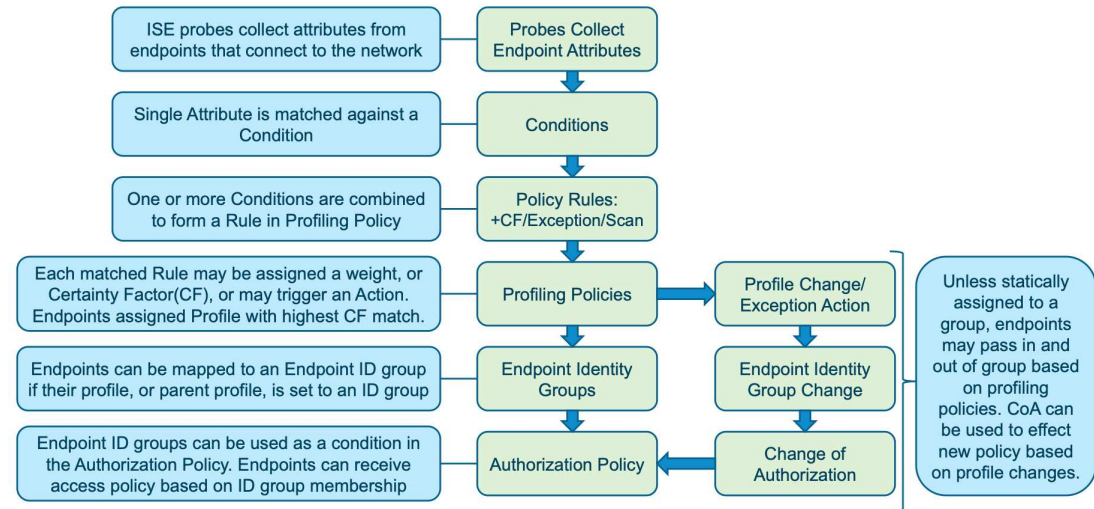 ISE probes collect attributes from
endpoints that connect to the network
Probes Collect
Endpoint Attributes
Single Attribute is matched against a
Condition
Conditions
One or more Conditions are combined
to form a Rule in Profiling Policy
Policy Rules:
+CF/Exception/Scan
Each matched Rule may be assigned a weight, or
Certainty Factor(CF), or may trigger an Action.
Endpoints assigned Profile with highest CF match.
Profiling Policies
Profile Change/
Exception Action
Endpoints can be mapped to an Endpoint ID group
if their profile, or parent profile, is set to an ID group
Endpoint Identity
Groups
Endpoint Identity
Group Change
Endpoint ID groups can be used as a condition in
the Authorization Policy. Endpoints can receive
access policy based on ID group membership
Authorization Policy
Change of
Authorization
Unless statically
assigned to a
group, endpoints
may pass in and
out of group based
on profiling
policies. CoA can
be used to effect
new policy based
on profile changes.